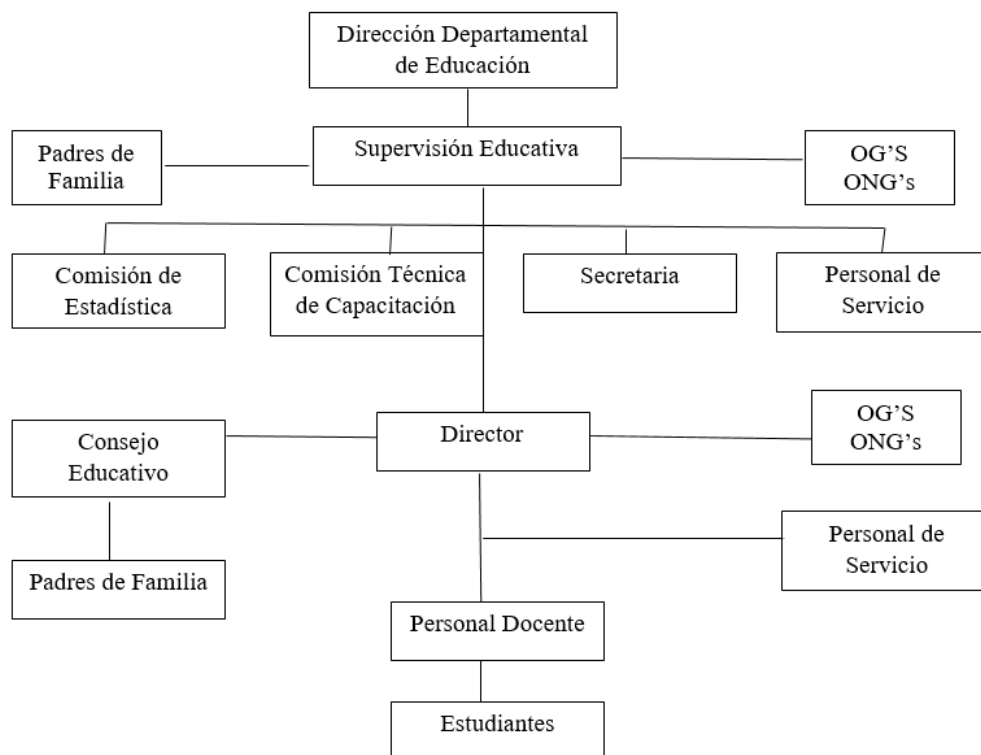 Dirección Departamental
de Educación
Padres de
Familia
Supervisión Educativa
OG’S
ONG’s
Comisión de
Estadística
Comisión Técnica
de Capacitación
Secretaria
Personal de
Servicio
Consejo
Educativo
Director
OG’S
ONG’s
Padres de Familia
Personal de
Servicio
Personal Docente
Estudiantes